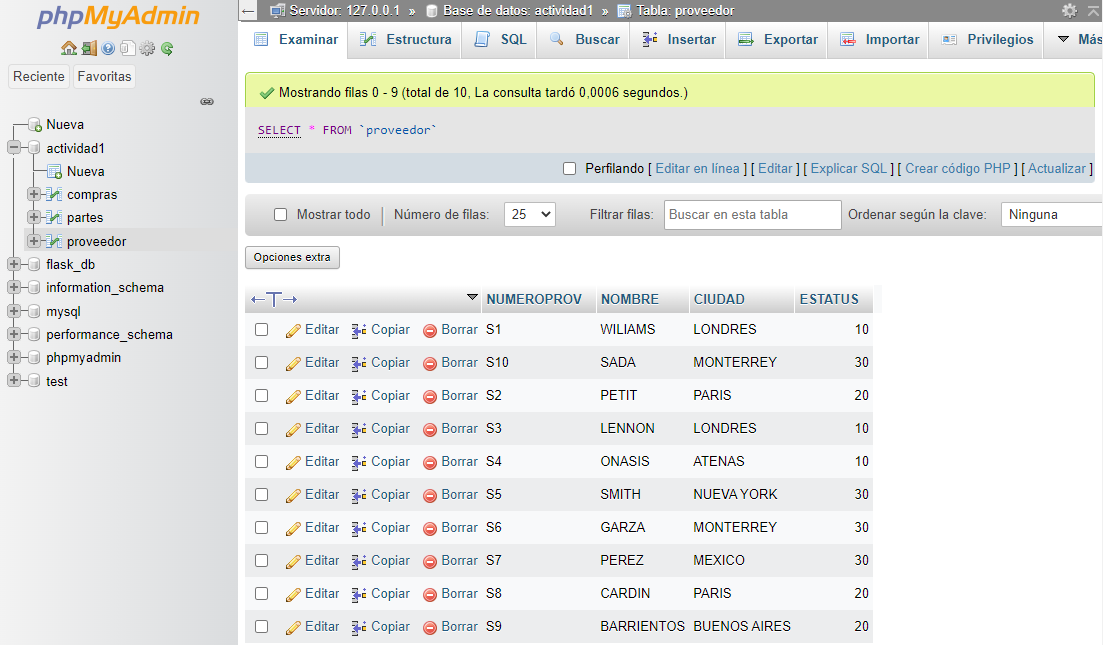 phpMyAdmin
Reciente Favoritas
Nueva
actividad1
Nueva
compras
partes
proveedor
flask_db
information_schema
mysql
performance_schema
phpmyadmin
test
Servidor: 127.0.0.1 » Base de datos: actividad1 » Tabla: proveedor
Examinar Estructura SQL Buscar Insertar Exportar Importar Privilegios Más
Mostrando filas 0 - 9 (total de 10, La consulta tardó 0,0006 segundos.)
SELECT * FROM `proveedor`
Perfilando [ Editar en línea ] [ Editar ] [ Explicar SQL ] [ Crear código PHP ] [ Actualizar ]
Mostrar todo | Número de filas: 25 Filtrar filas: Buscar en esta tabla Ordenar según la clave: Ninguna
Opciones extra
←T→ NUMEROPROV NOMBRE CIUDAD ESTATUS
Editar Copiar Borrar S1 WILIAMS LONDRES 10
Editar Copiar Borrar S10 SADA MONTERREY 30
Editar Copiar Borrar S2 PETIT PARIS 20
Editar Copiar Borrar S3 LENNON LONDRES 10
Editar Copiar Borrar S4 ONASIS ATENAS 10
Editar Copiar Borrar S5 SMITH NUEVA YORK 30
Editar Copiar Borrar S6 GARZA MONTERREY 30
Editar Copiar Borrar S7 PEREZ MEXICO 30
Editar Copiar Borrar S8 CARDIN PARIS 20
Editar Copiar Borrar S9 BARRIENTOS BUENOS AIRES 20